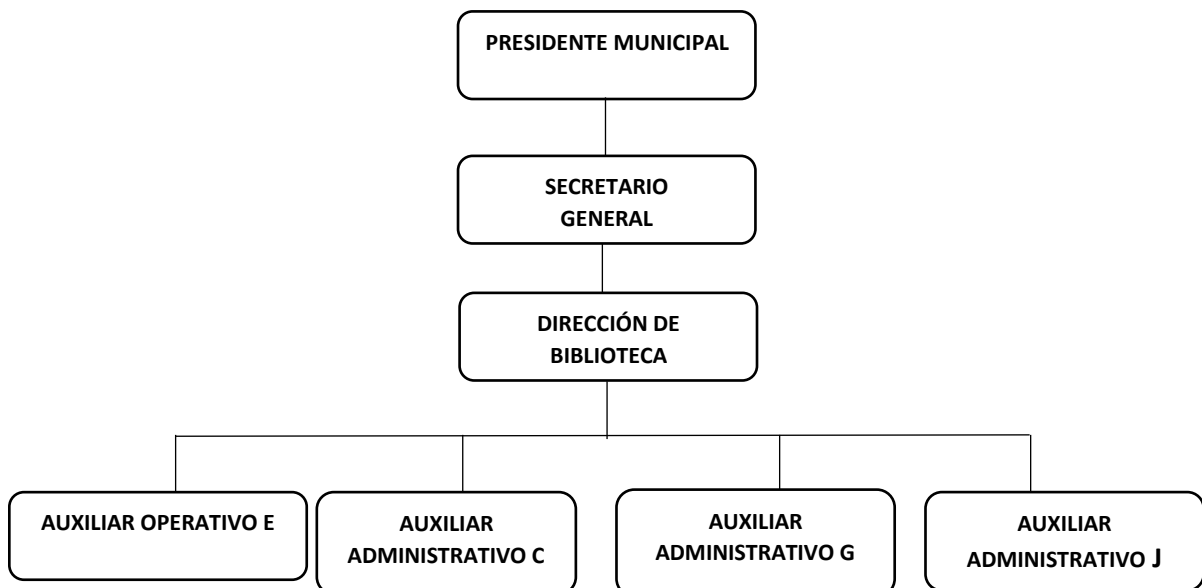 PRESIDENTE MUNICIPAL
SECRETARIO
GENERAL
DIRECCIÓN DE
BIBLIOTECA
AUXILIAR OPERATIVO E
AUXILIAR
ADMINISTRATIVO C
AUXILIAR
ADMINISTRATIVO G
AUXILIAR
ADMINISTRATIVO J